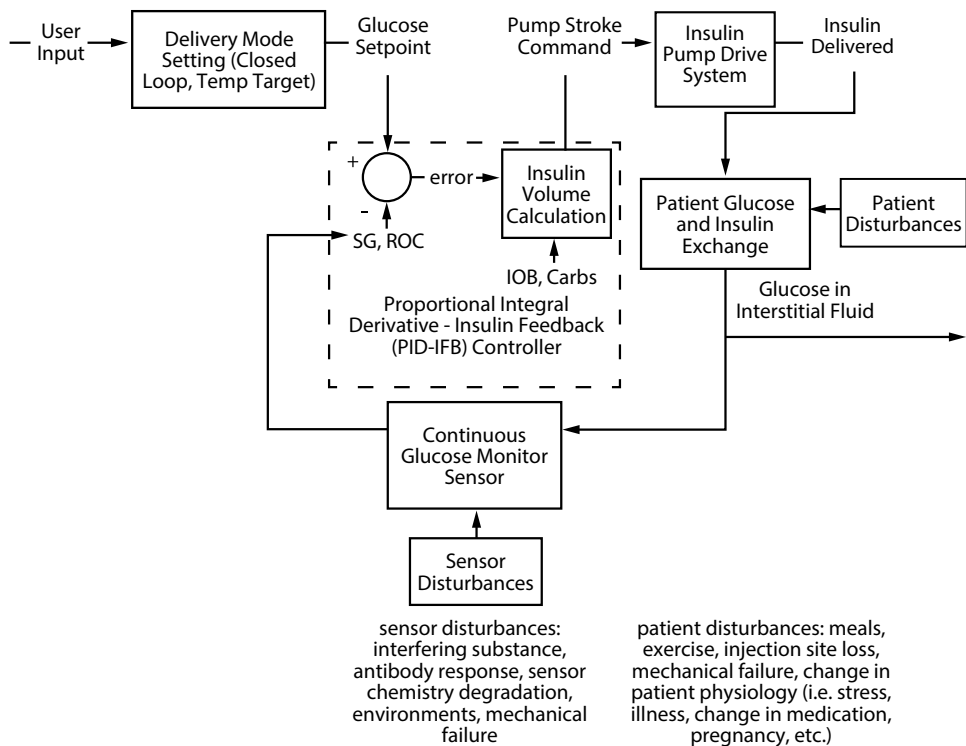 User
Input
Delivery Mode
Setting (Closed
Loop, Temp Target)
Glucose
Setpoint
Pump Stroke
Command
Insulin
Pump Drive
System
Insulin
Delivered
+
-
error
SG, ROC
Insulin
Volume
Calculation
IOB, Carbs
Proportional Integral
Derivative - Insulin Feedback
(PID-IFB) Controller
Patient Glucose
and Insulin
Exchange
Patient
Disturbances
Glucose in
Interstitial Fluid
Continuous
Glucose Monitor
Sensor
Sensor
Disturbances
sensor disturbances:
interfering substance,
antibody response, sensor
chemistry degradation,
environments, mechanical
failure
patient disturbances: meals,
exercise, injection site loss,
mechanical failure, change in
patient physiology (i.e. stress,
illness, change in medication,
pregnancy, etc.)